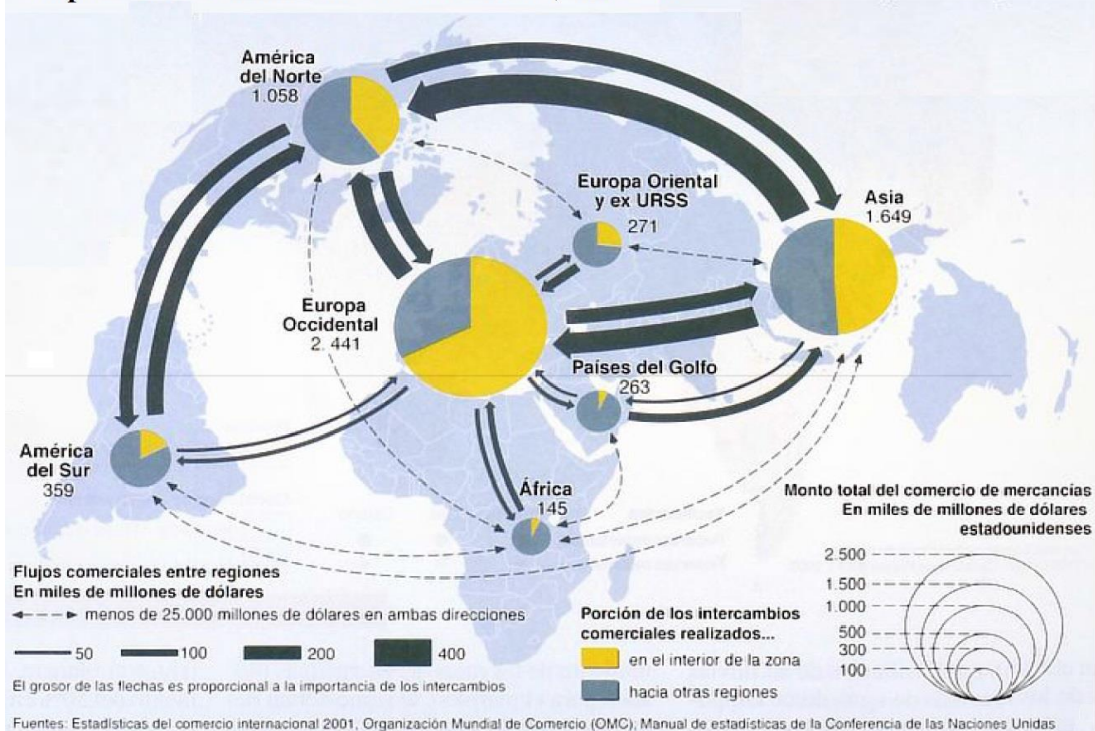 América
del Norte
1.058
Europa Oriental
y ex URSS
271
Asia
1.649
Europa
Occidental
2.441
Países del Golfo
263
América
del Sur
359
África
145
Monto total del comercio de mercancías
En miles de millones de dólares
estadounidenses
2.500
1.500
1.000
500
300
100
Flujos comerciales entre regiones
En miles de millones de dólares
menos de 25.000 millones de dólares en ambas direcciones
50 100 200 400
El grosor de las flechas es proporcional a la importancia de los intercambios
Porción de los intercambios
comerciales realizados...
en el interior de la zona
hacia otras regiones
Fuentes: Estadísticas del comercio internacional 2001, Organización Mundial de Comercio (OMC); Manual de estadísticas de la Conferencia de las Naciones Unidas